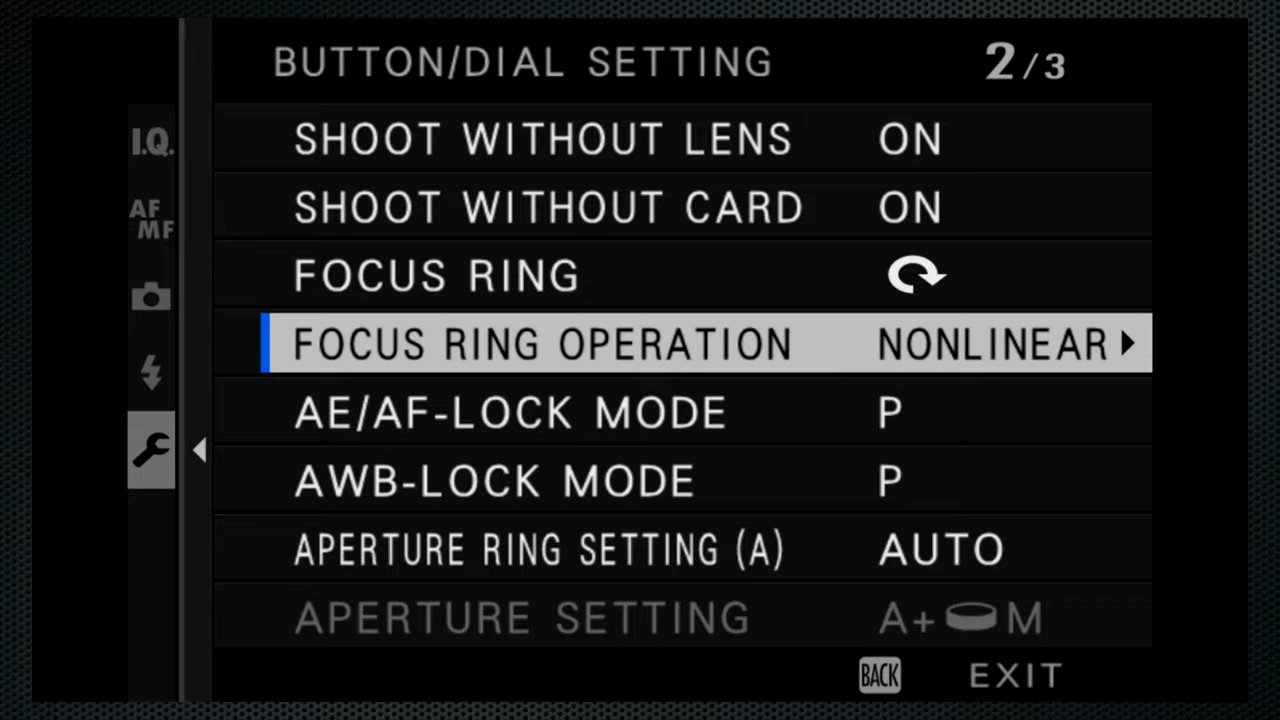 BUTTON/DIAL SETTING 2/3
I.Q.
SHOOT WITHOUT LENS ON
AF
MF
SHOOT WITHOUT CARD ON
FOCUS RING
FOCUS RING OPERATION NONLINEAR
AE/AF-LOCK MODE P
AWB-LOCK MODE P
APERTURE RING SETTING (A) AUTO
APERTURE SETTING A+ M
BACK EXIT